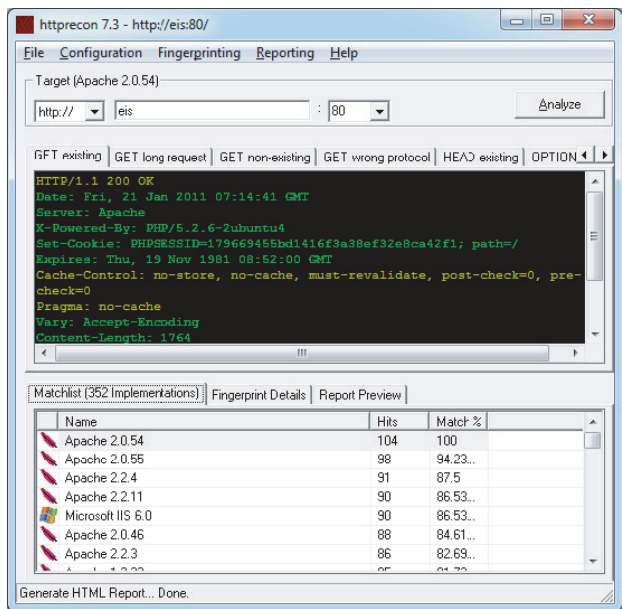 httprecon 7.3 - http://eis:80/
File Configuration Fingerprinting Reporting Help
Target (Apache 2.0.54)
http:// eis : 80 Analyze
GET existing GET long request GET non-existing GET wrong protocol HEAD existing OPTION
HTTP/1.1 200 OK
Date: Fri, 21 Jan 2011 07:14:41 GMT
Server: Apache
X-Powered-By: PHP/5.2.6-2ubuntu4
Set-Cookie: PHPSESSID=179669455bd1416f3a38ef32e8ca42f1; path=/
Expires: Thu, 19 Nov 1981 08:52:00 GMT
Cache-Control: no-store, no-cache, must-revalidate, post-check=0, pre-
check=0
Pragma: no-cache
Vary: Accept-Encoding
Content-Length: 1764
Matchlist (352 Implementations) Fingerprint Details Report Preview
Name Hits Match %
Apache 2.0.54 104 100
Apache 2.0.55 98 94.23...
Apache 2.2.4 91 87.5
Apache 2.2.11 90 86.53...
Microsoft IIS 6.0 90 86.53...
Apache 2.0.46 88 84.61...
Apache 2.2.3 86 82.69...
Generate HTML Report... Done.